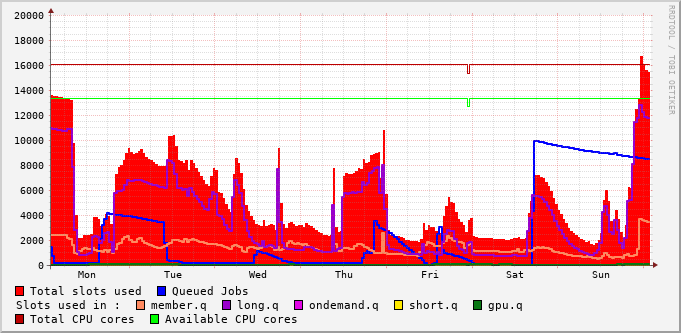 20000
18000
16000
14000
12000
10000
8000
6000
4000
2000
0
Mon Tue Wed Thu Fri Sat Sun
RRDTOOL / TOBI OETIKER
Total slots used Queued Jobs
Slots used in : member.q long.q ondemand.q short.q gpu.q
Total CPU cores Available CPU cores